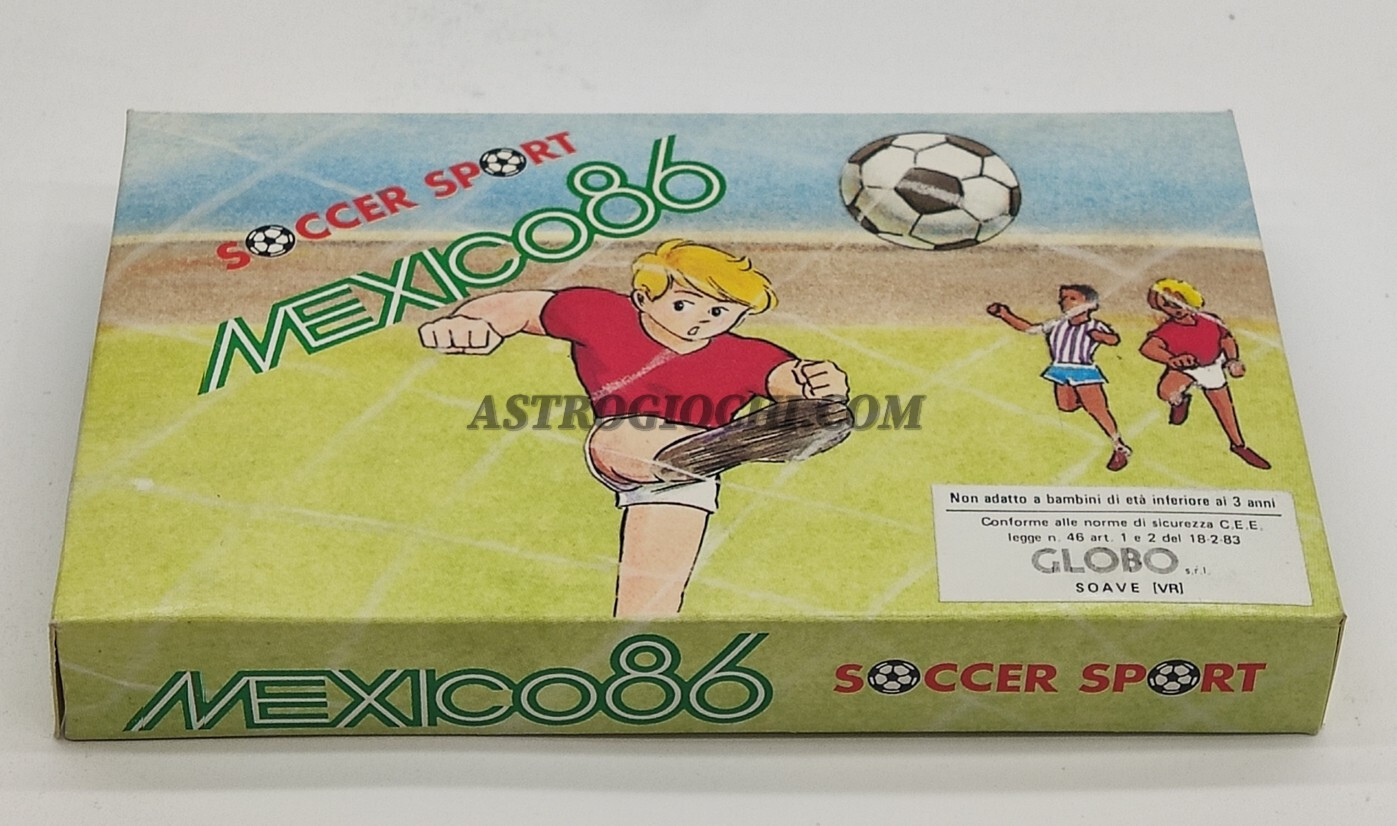 SOCCER SPORT
MEXICO86
ASTROGIOCHI.COM
Non adatto a bambini di età inferiore ai 3 anni
Conforme alle norme di sicurezza C.E.E.
legge n. 46 art. 1 e 2 del 18-2-83
GLOBO s.r.l.
SOAVE [VR]
MEXICO86 SOCCER SPORT